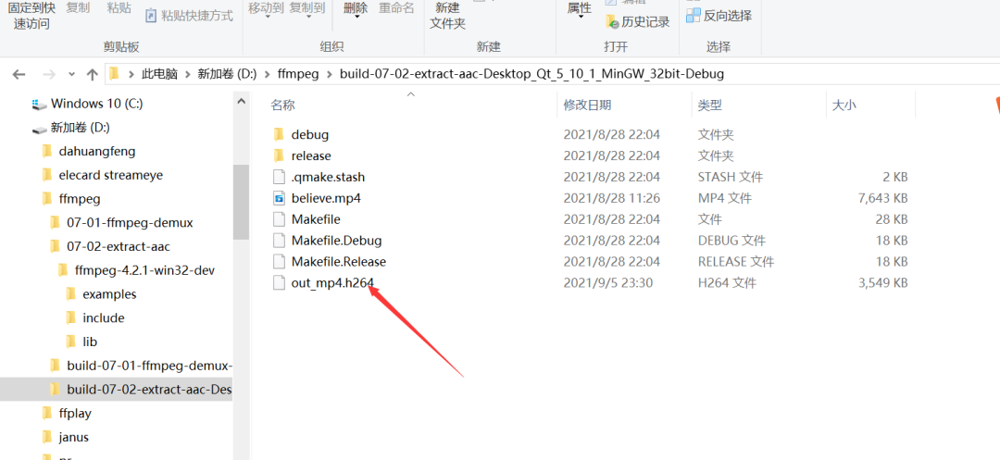 固定到快 复制 粘贴 粘贴快捷方式 移动到 复制到 删除 重命名 新建 属性 编辑
速访问 文件夹 历史记录 反向选择
剪贴板 组织 新建 打开 选择
此电脑 > 新加卷 (D:) > ffmpeg > build-07-02-extract-aac-Desktop_Qt_5_10_1_MinGW_32bit-Debug
Windows 10 (C:)
新加卷 (D:)
dahuangfeng
elecard streameye
ffmpeg
07-01-ffmpeg-demux
07-02-extract-aac
ffmpeg-4.2.1-win32-dev
examples
include
lib
build-07-01-ffmpeg-demux-
build-07-02-extract-aac-Des
ffplay
janus
名称 修改日期 类型 大小
debug 2021/8/28 22:04 文件夹
release 2021/8/28 22:04 文件夹
.qmake.stash 2021/8/28 22:04 STASH 文件 2 KB
believe.mp4 2021/8/28 11:26 MP4 文件 7,643 KB
Makefile 2021/8/28 22:04 文件 28 KB
Makefile.Debug 2021/8/28 22:04 DEBUG 文件 18 KB
Makefile.Release 2021/8/28 22:04 RELEASE 文件 18 KB
out_mp4.h264 2021/9/5 23:30 H264 文件 3,549 KB